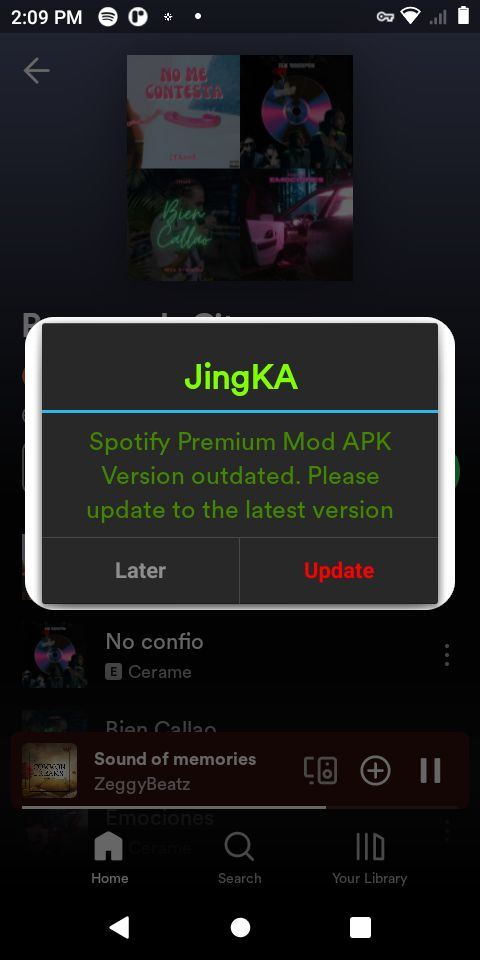 2:09 PM
NO ME
CONTESTA
Bien
Callao
EMOCIONES
JingKA
Spotify Premium Mod APK
Version outdated. Please
update to the latest version
Later
Update
No confio
E Cerame
Bien Callao
Sound of memories
ZeggyBeatz
Emociones
Cerame
Home
Search
Your Library